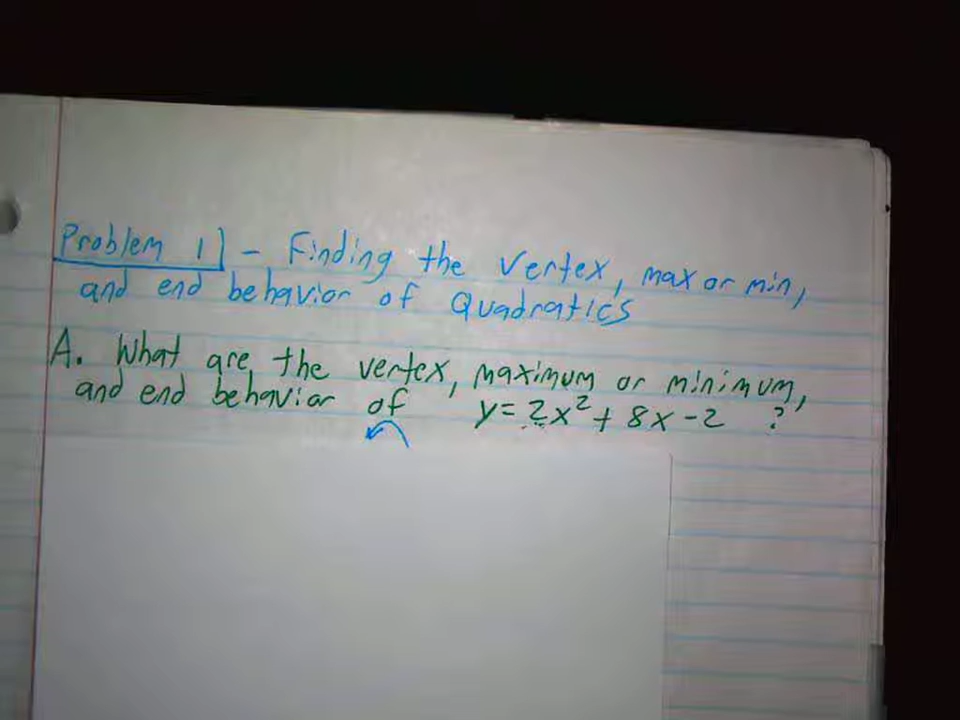 Problem 1] - Finding the vertex, max or min,
and end behavior of Quadratics
A. What are the vertex, maximum or minimum,
and end behavior of y=2x²+8x-2 ?